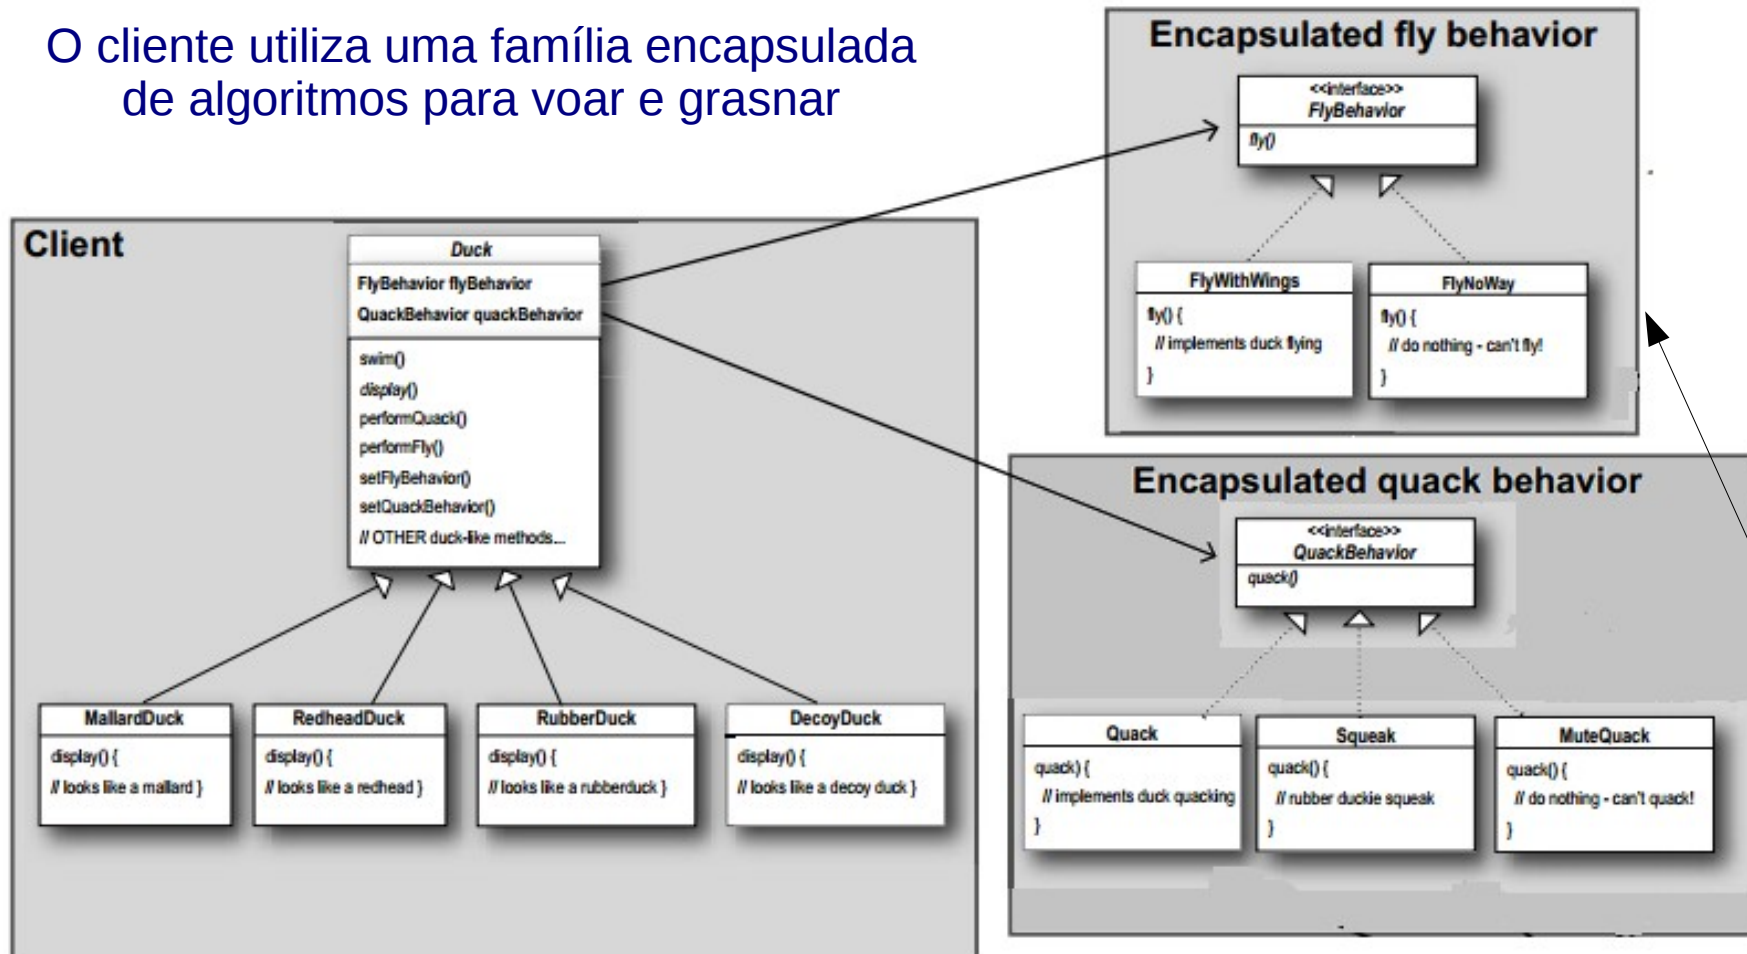 O cliente utiliza uma família encapsulada
de algoritmos para voar e grasnar
Client
Duck
FlyBehavior flyBehavior
QuackBehavior quackBehavior
swim()
display()
performQuack()
performFly()
setFlyBehavior()
setQuackBehavior()
// OTHER duck-like methods...
MallardDuck
display() {
// looks like a mallard }
RedheadDuck
display() {
// looks like a redhead }
RubberDuck
display() {
// looks like a rubberduck }
DecoyDuck
display() {
// looks like a decoy duck }
Encapsulated fly behavior
<<interface>>
FlyBehavior
fly()
FlyWithWings
fly() {
// implements duck flying
}
FlyNoWay
fly() {
// do nothing - can't fly!
}
Encapsulated quack behavior
<<interface>>
QuackBehavior
quack()
Quack
quack) {
// implements duck quacking
}
Squeak
quack() {
// rubber duckie squeak
}
MuteQuack
quack() {
// do nothing - can't quack!
}